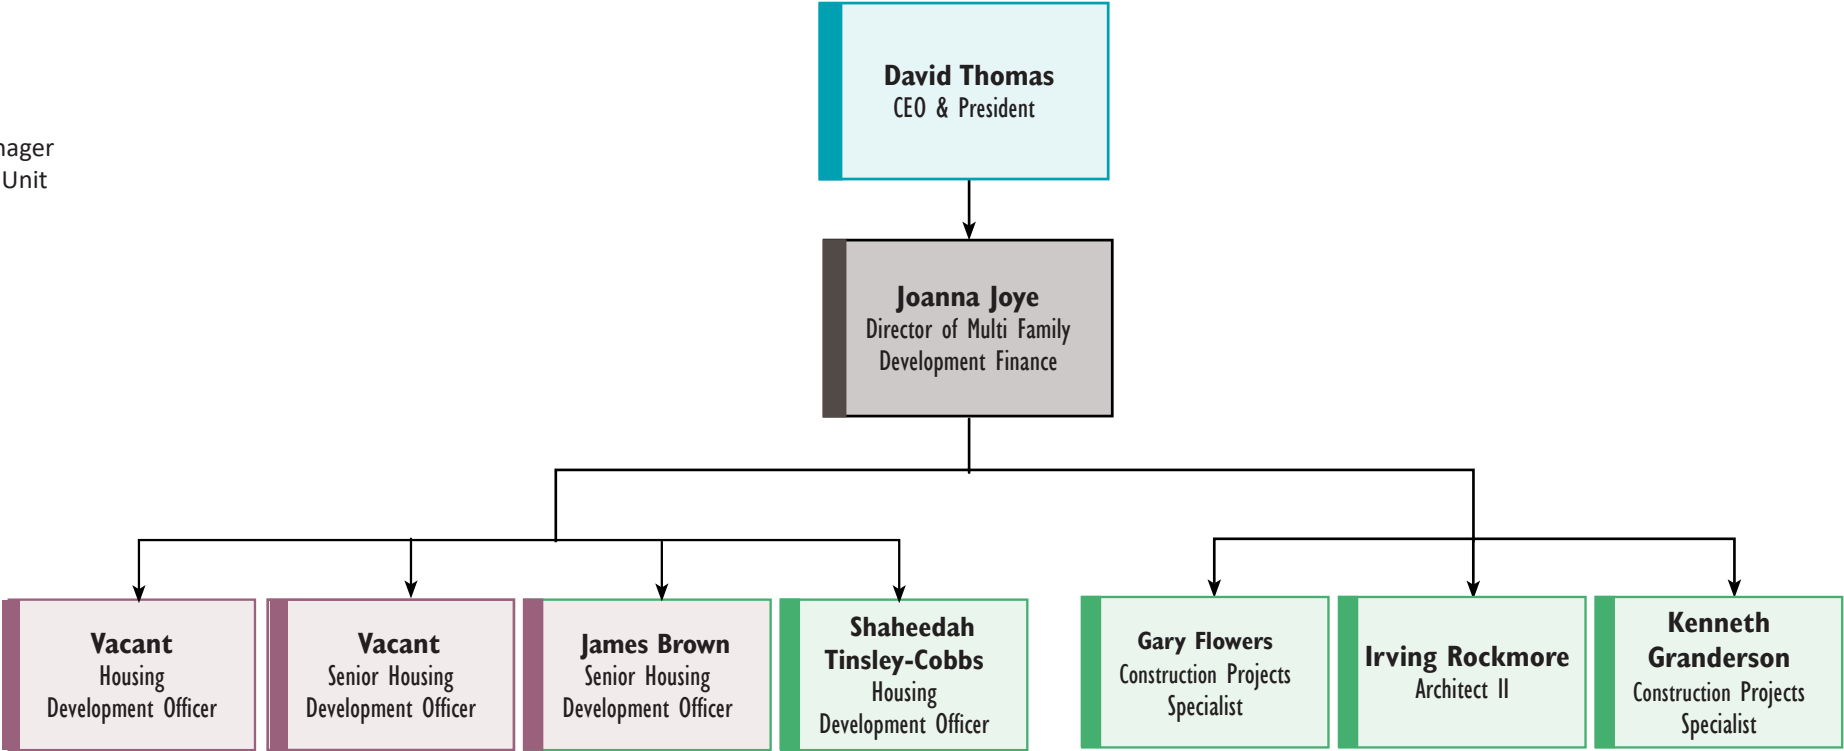 David Thomas
CEO & President
Unit
Joanna Joye
Director of Multi Family
Development Finance
Vacant
Housing
Development Officer
Vacant
Senior Housing
Development Officer
James Brown
Senior Housing
Development Officer
Shaheedah
Tinsley-Cobbs
Housing
Development Officer
Gary Flowers
Construction Projects
Specialist
Irving Rockmore
Architect II
Kenneth
Granderson
Construction Projects
Specialist